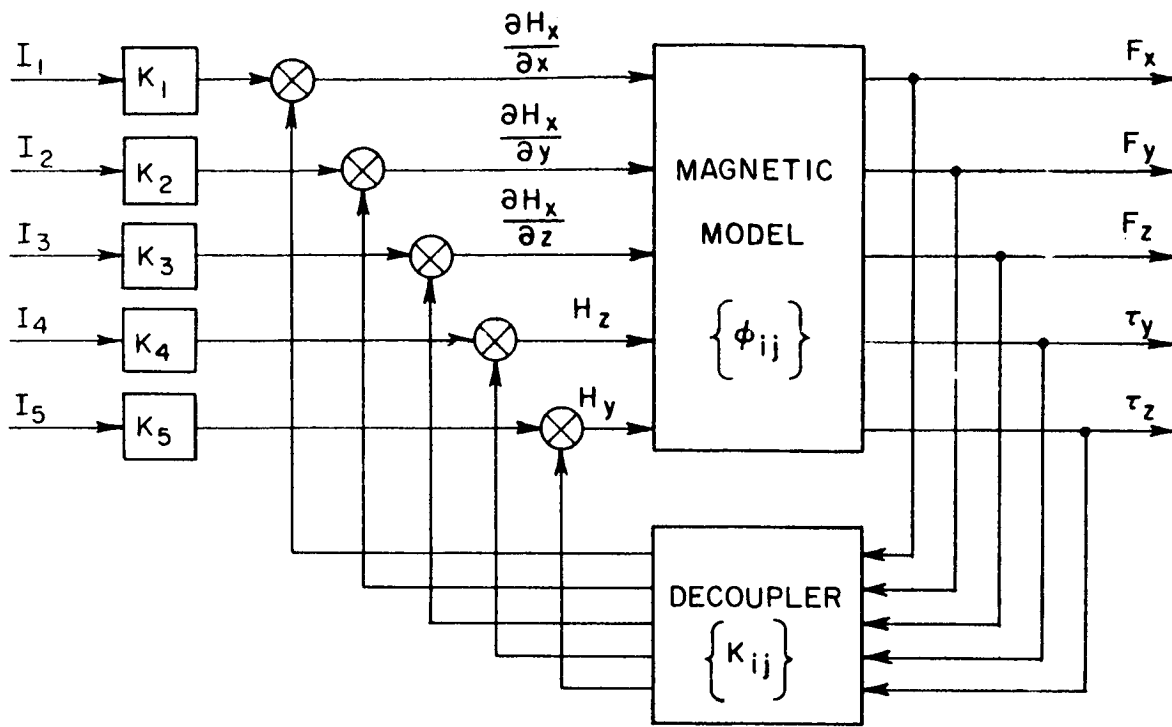 I₁
K₁
∂Hₓ/∂x
Fₓ
I₂
K₂
∂Hₓ/∂y
MAGNETIC
MODEL
{ϕᵢⱼ}
F_y
I₃
K₃
∂Hₓ/∂z
F_z
I₄
K₄
H_z
τ_y
I₅
K₅
H_y
τ_z
DECOUPLER
{Kᵢⱼ}